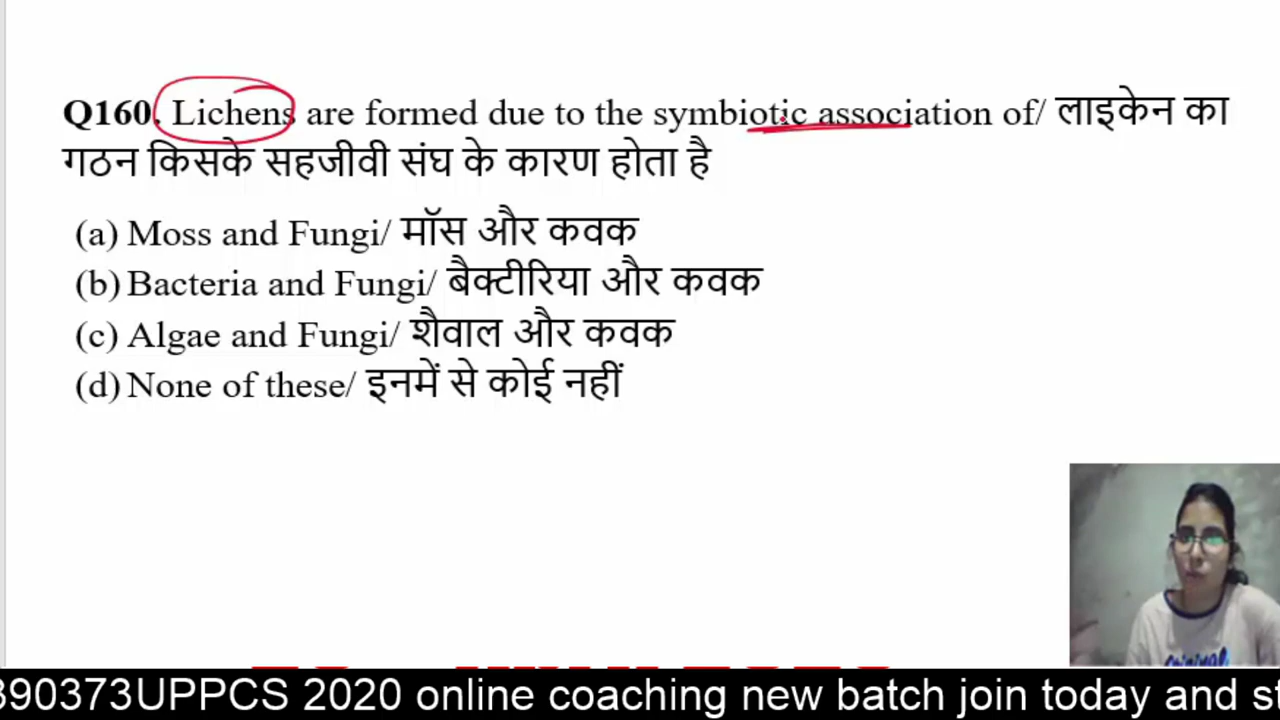 Q160. Lichens are formed due to the symbiotic association of/ लाइकेन का
गठन किसके सहजीवी संघ के कारण होता है
(a) Moss and Fungi/ मॉस और कवक
(b) Bacteria and Fungi/ बैक्टीरिया और कवक
(c) Algae and Fungi/ शैवाल और कवक
(d) None of these/ इनमें से कोई नहीं
390373UPPCS 2020 online coaching new batch join today and st